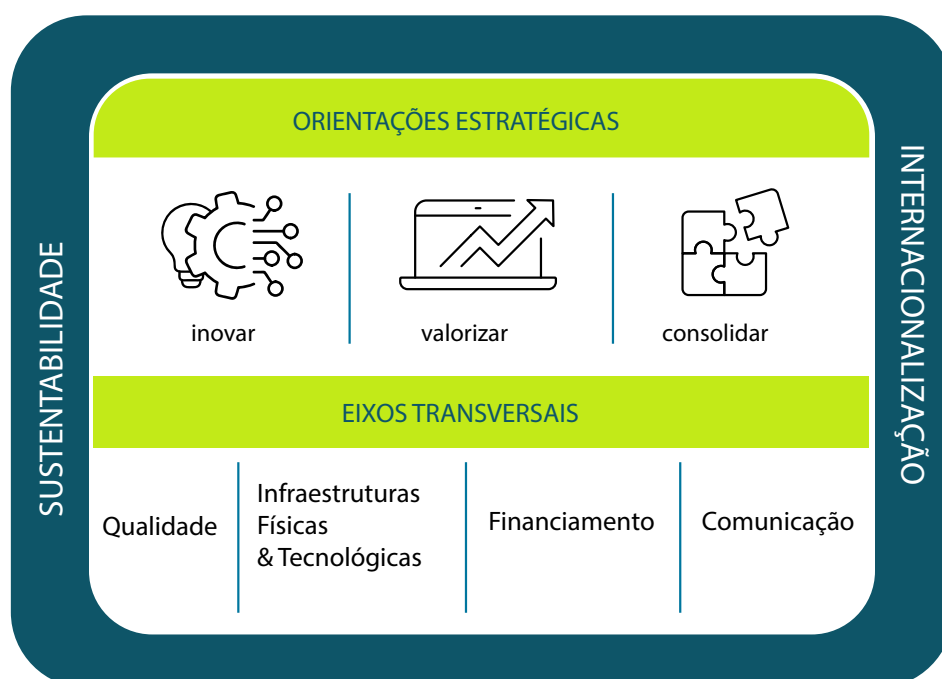 SUSTENTABILIDADE
ORIENTAÇÕES ESTRATÉGICAS
inovar
valorizar
consolidar
EIXOS TRANSVERSAIS
Qualidade
Infraestruturas
Físicas
& Tecnológicas
Financiamento
Comunicação
INTERNACIONALIZAÇÃO